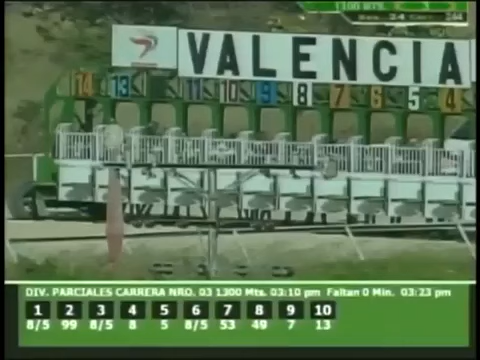 1100 MTS.
VALENCIA
14 13 11 10 9 8 7 6 5 4
DIV. PARCIALES CARRERA NRO. 03 1300 Mts. 03:10 pm Faltan 0 Min. 03:23 pm
1 2 3 4 5 6 7 8 9 10
8/5 99 8/5 8 5 8/5 53 49 7 13